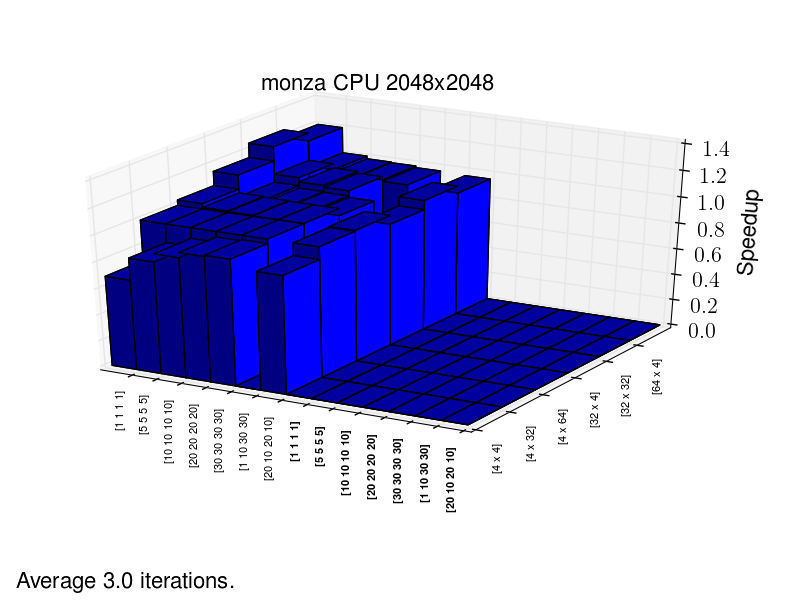 monza CPU 2048x2048
1.4
1.2
1.0
0.8
0.6
0.4
0.2
0.0
Speedup
[1 1 1 1]
[5 5 5 5]
[10 10 10 10]
[20 20 20 20]
[30 30 30 30]
[1 10 30 30]
[20 10 20 10]
[1 1 1 1]
[5 5 5 5]
[10 10 10 10]
[20 20 20 20]
[30 30 30 30]
[1 10 30 30]
[20 10 20 10]
[4 x 4]
[4 x 32]
[4 x 64]
[32 x 4]
[32 x 32]
[64 x 4]
Average 3.0 iterations.